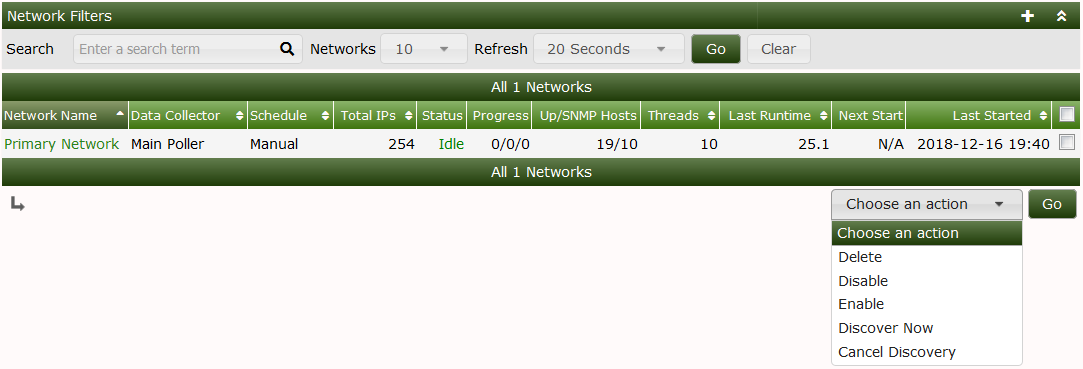 Network Filters
Search Enter a search term Networks 10 Refresh 20 Seconds Go Clear
All 1 Networks
Network Name Data Collector Schedule Total IPs Status Progress Up/SNMP Hosts Threads Last Runtime Next Start Last Started
Primary Network Main Poller Manual 254 Idle 0/0/0 19/10 10 25.1 N/A 2018-12-16 19:40
All 1 Networks
Choose an action Go
Choose an action
Delete
Disable
Enable
Discover Now
Cancel Discovery